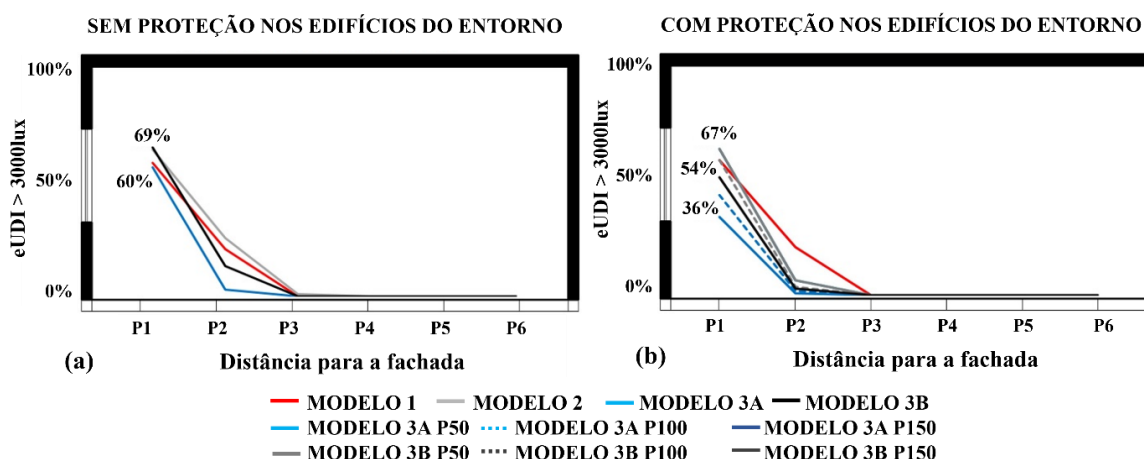 SEM PROTEÇÃO NOS EDIFÍCIOS DO ENTORNO
100%
50%
0%
eUDI > 3000lux
69%
60%
P1 P2 P3 P4 P5 P6
(a)
Distância para a fachada
COM PROTEÇÃO NOS EDIFÍCIOS DO ENTORNO
100%
50%
0%
eUDI > 3000lux
67%
54%
36%
P1 P2 P3 P4 P5 P6
(b)
Distância para a fachada
MODELO 1 MODELO 2 MODELO 3A MODELO 3B
MODELO 3A P50 MODELO 3A P100 MODELO 3A P150
MODELO 3B P50 MODELO 3B P100 MODELO 3B P150